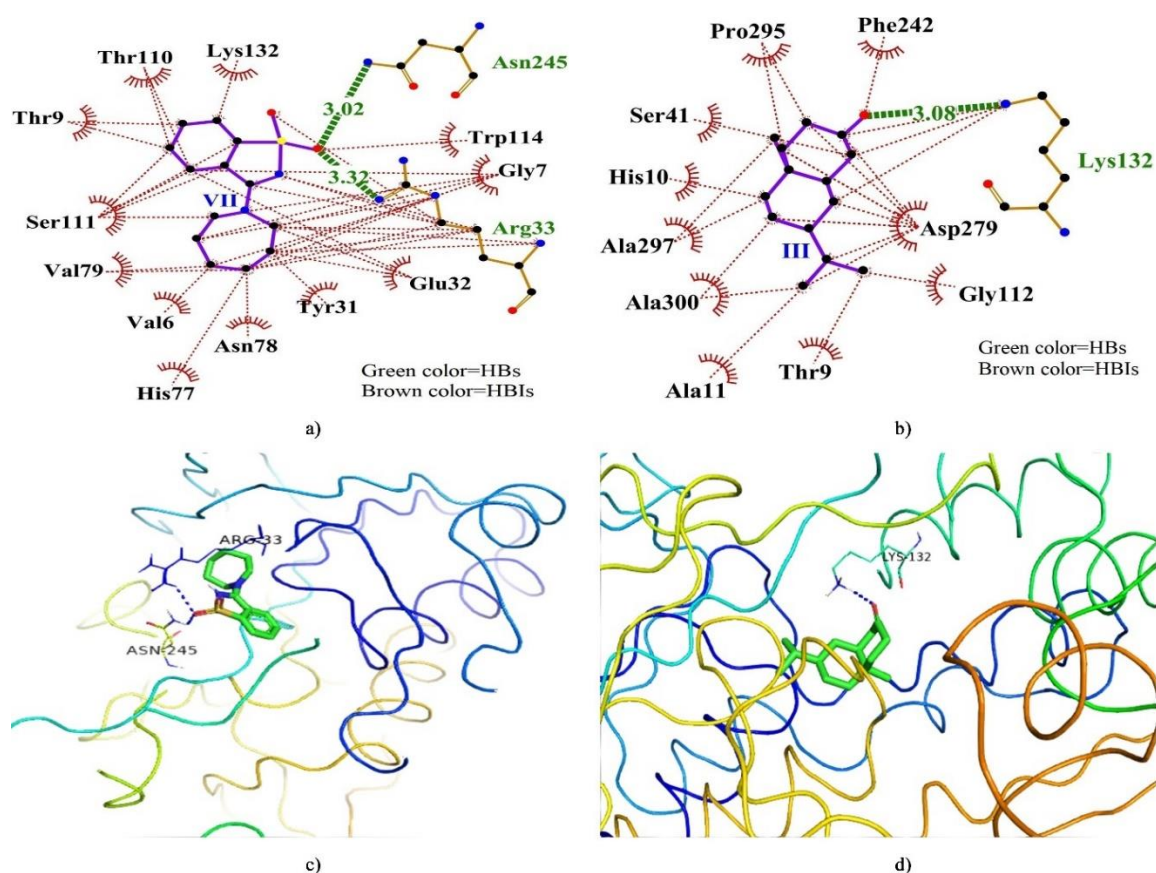 Thr110
Lys132
Asn245
Thr9
3.02
Trp114
3.32
Gly7
VII
Ser111
Arg33
Val79
Glu32
Val6
Tyr31
Asn78
His77
Green color=HBs
Brown color=HBIs
a)
Pro295
Phe242
Ser41
3.08
Lys132
His10
Ala297
Asp279
III
Ala300
Gly112
Thr9
Ala11
Green color=HBs
Brown color=HBIs
b)
ARG-33
ASN-245
c)
LYS-132
d)